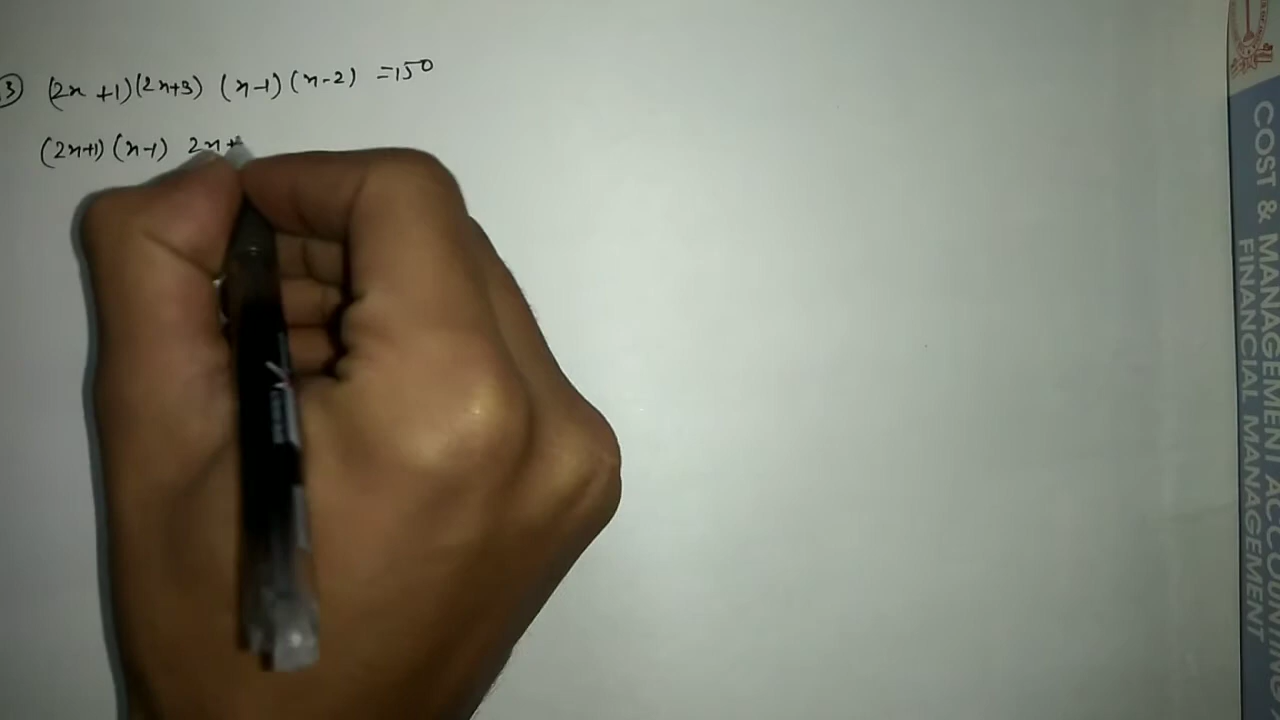 3 (2x+1)(2x+3) (x-1)(x-2) =150
(2x+1)(x-1) 2x+
COST & MANAGEMENT ACCOUNTING
FINANCIAL MANAGEMENT